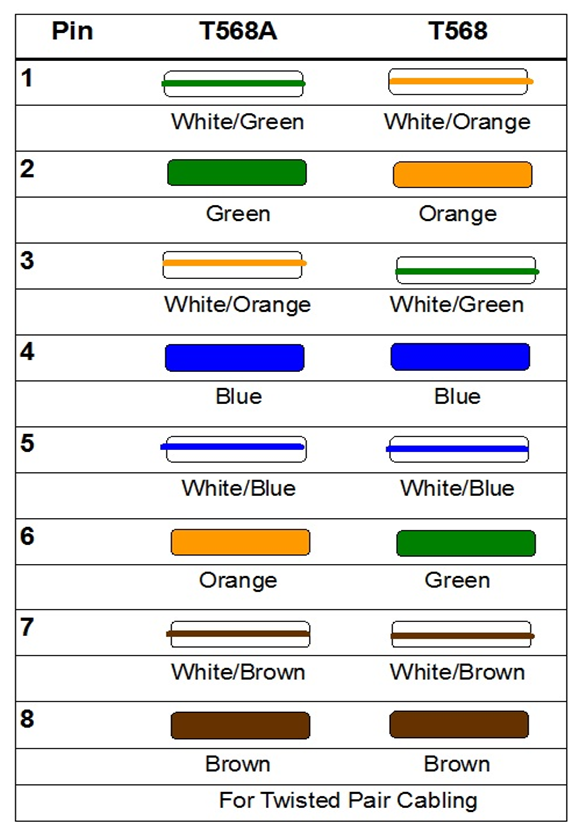 Pin T568A T568
1
White/Green White/Orange
2
Green Orange
3
White/Orange White/Green
4
Blue Blue
5
White/Blue White/Blue
6
Orange Green
7
White/Brown White/Brown
8
Brown Brown
For Twisted Pair Cabling